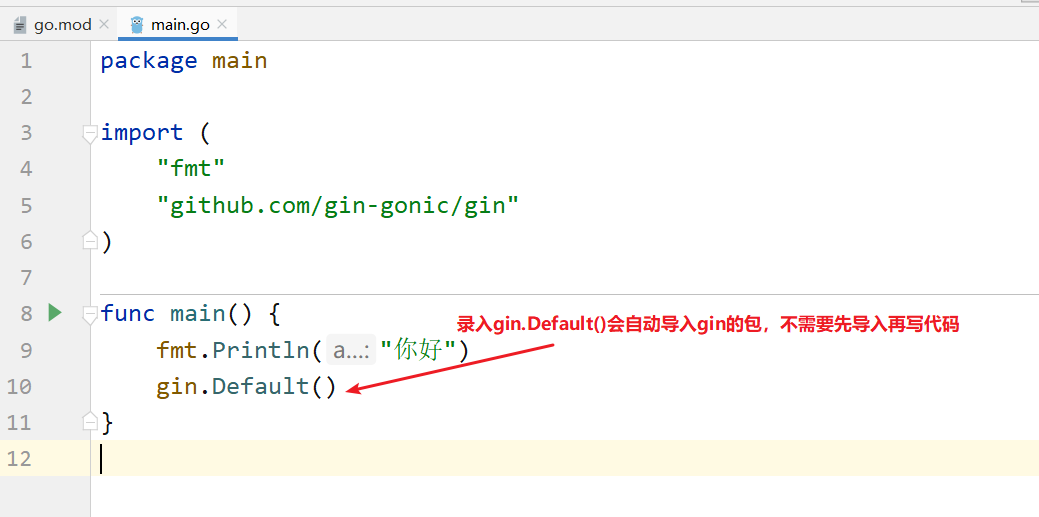 go.mod main.go
1 package main
2
3 import (
4 "fmt"
5 "github.com/gin-gonic/gin"
6 )
7
8 func main() {
录入gin.Default()会自动导入gin的包，不需要先导入再写代码
9 fmt.Println( a...: "你好")
10 gin.Default()
11 }
12